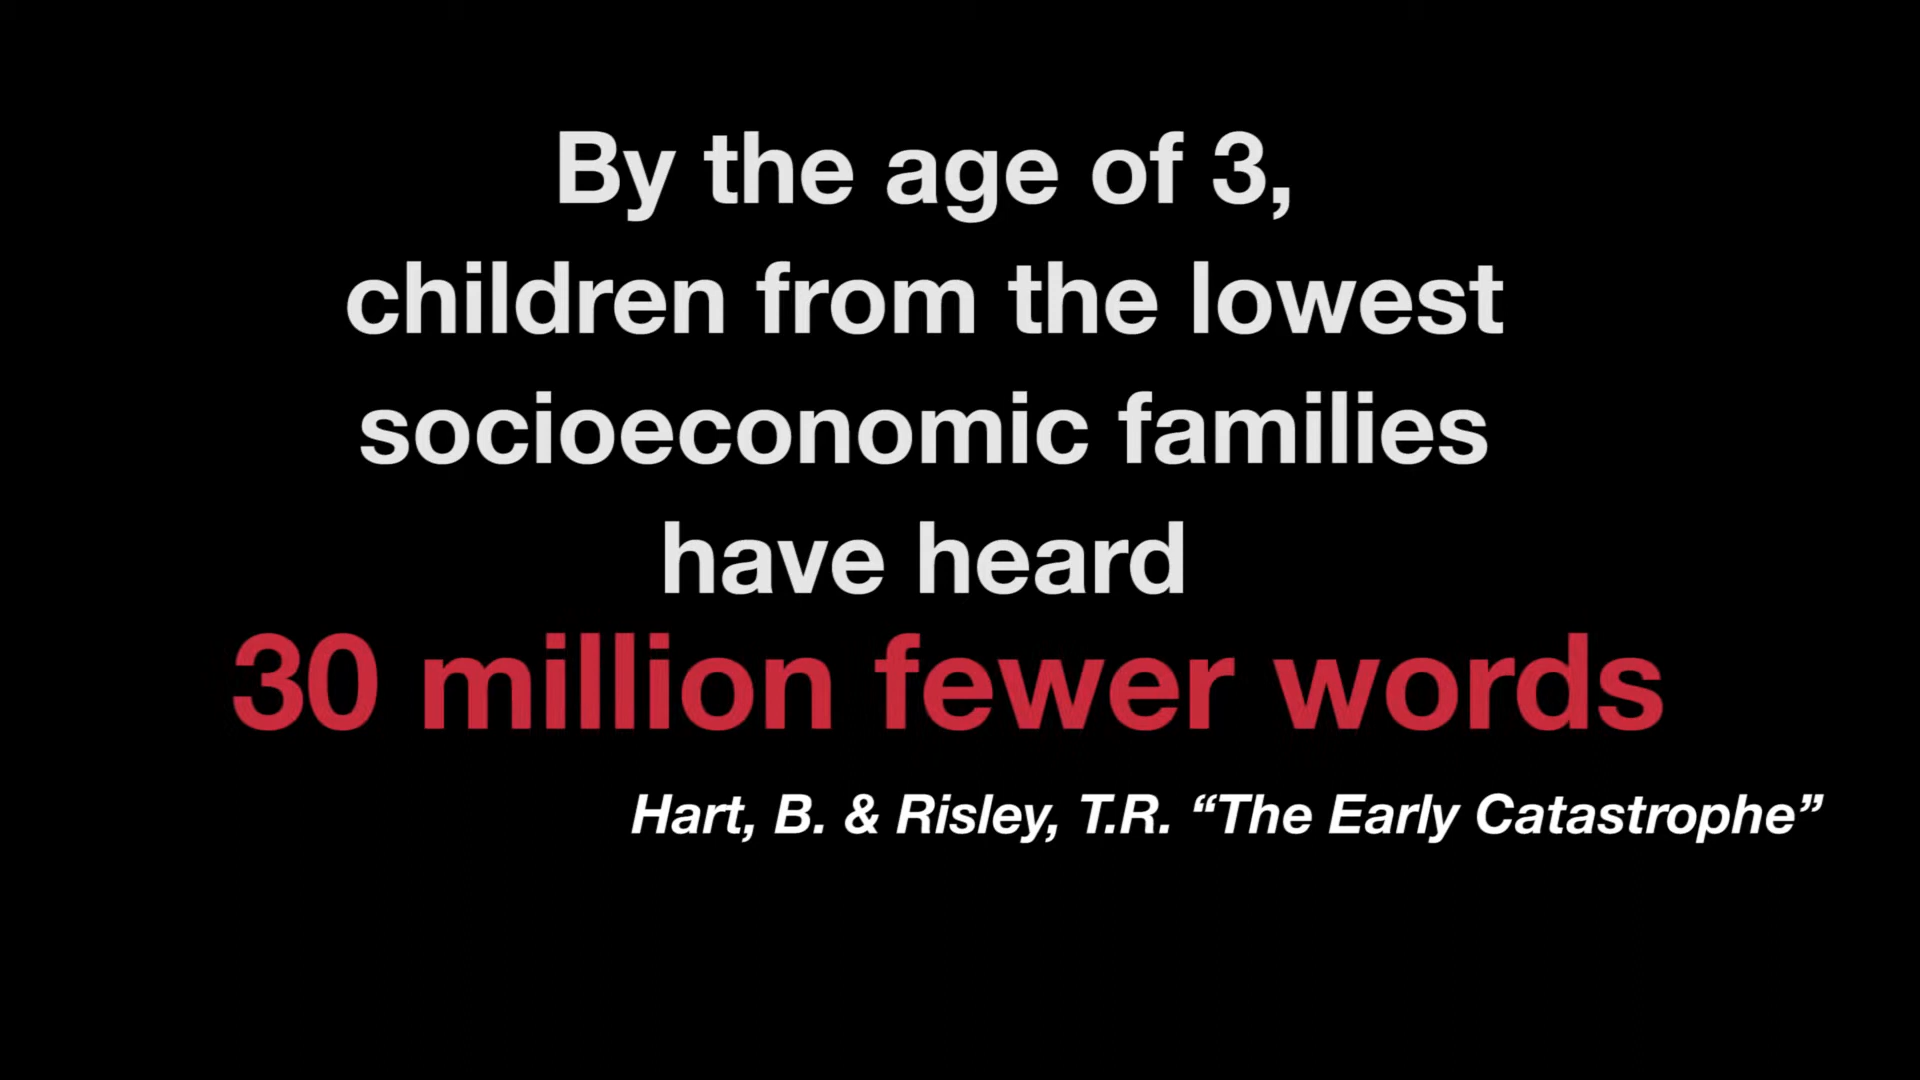 By the age of 3,
children from the lowest
socioeconomic families
have heard
30 million fewer words
Hart, B. & Risley, T.R. “The Early Catastrophe”